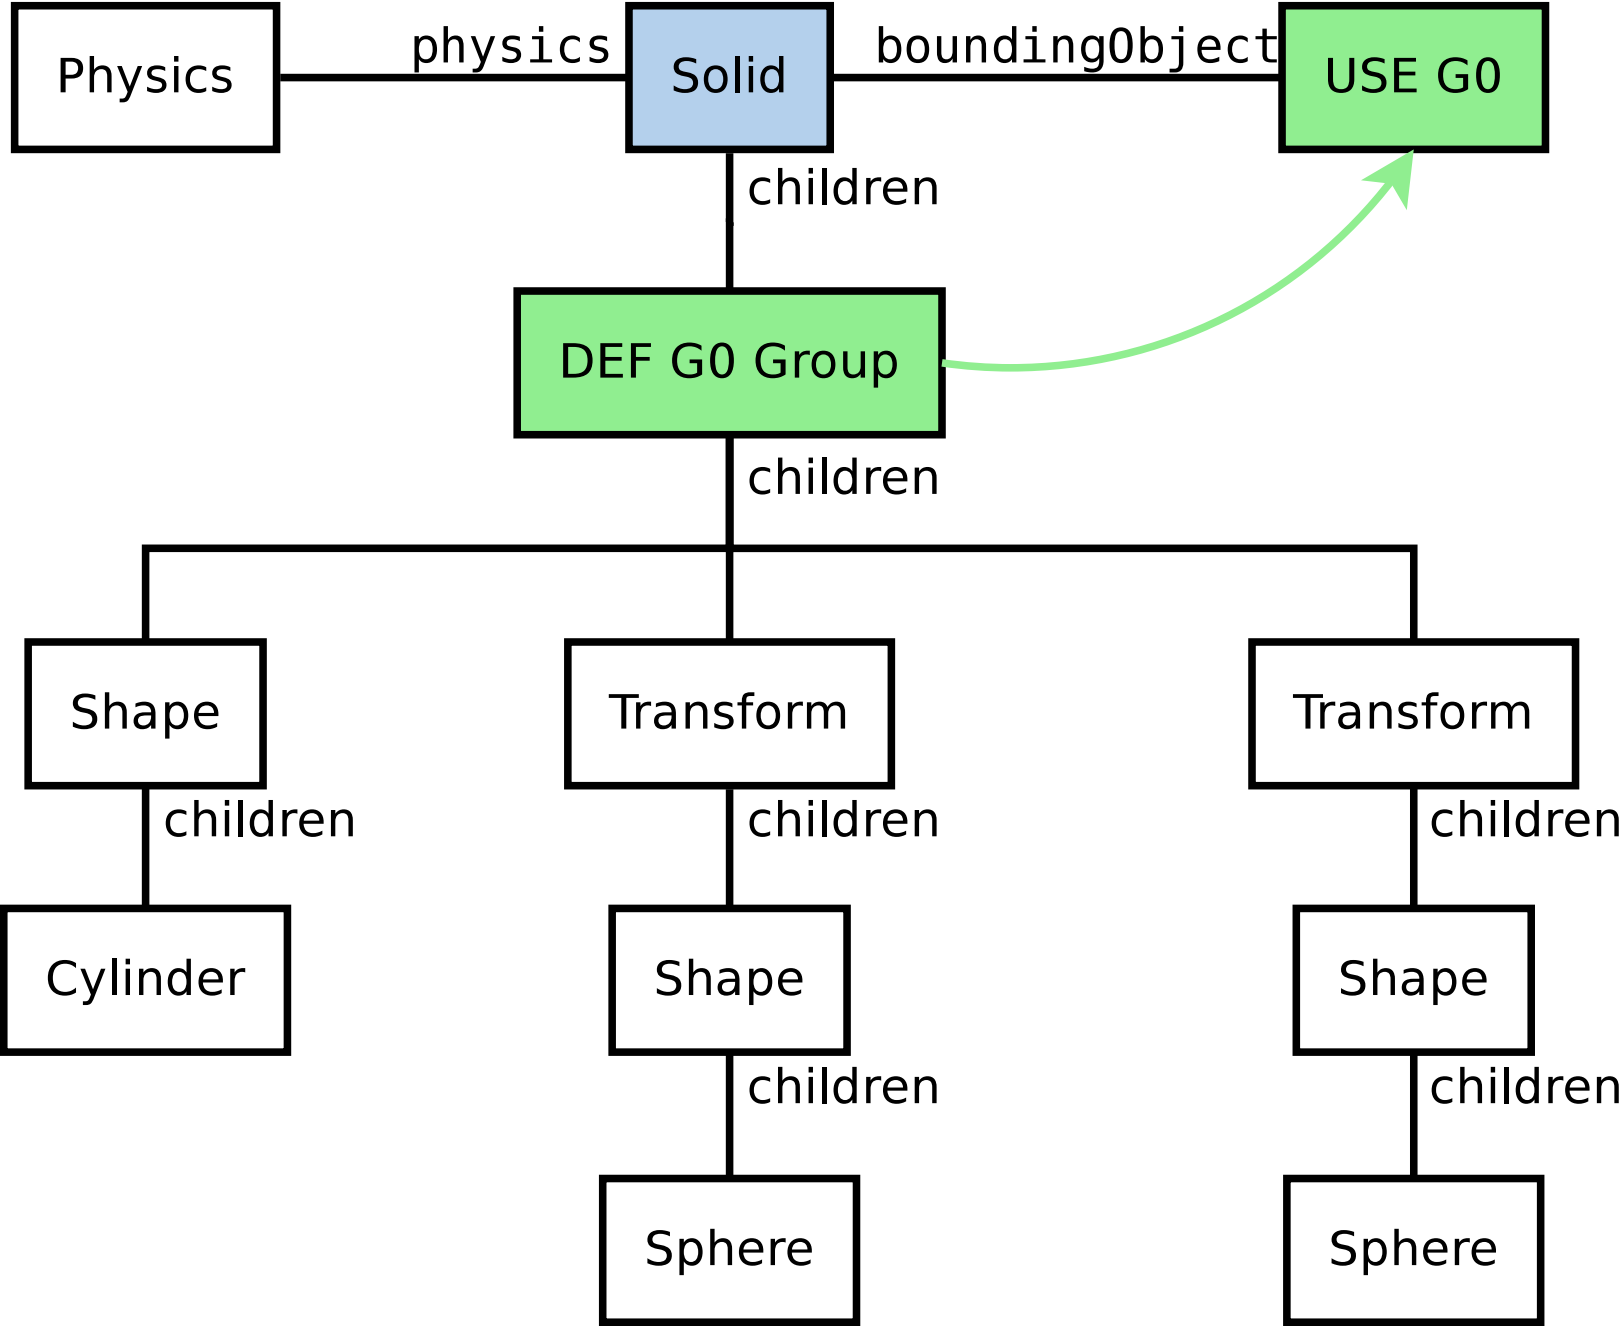 Physics
physics
Solid
boundingObject
USE G0
children
DEF G0 Group
children
Shape
Transform
Transform
children
children
children
Cylinder
Shape
Shape
children
children
Sphere
Sphere